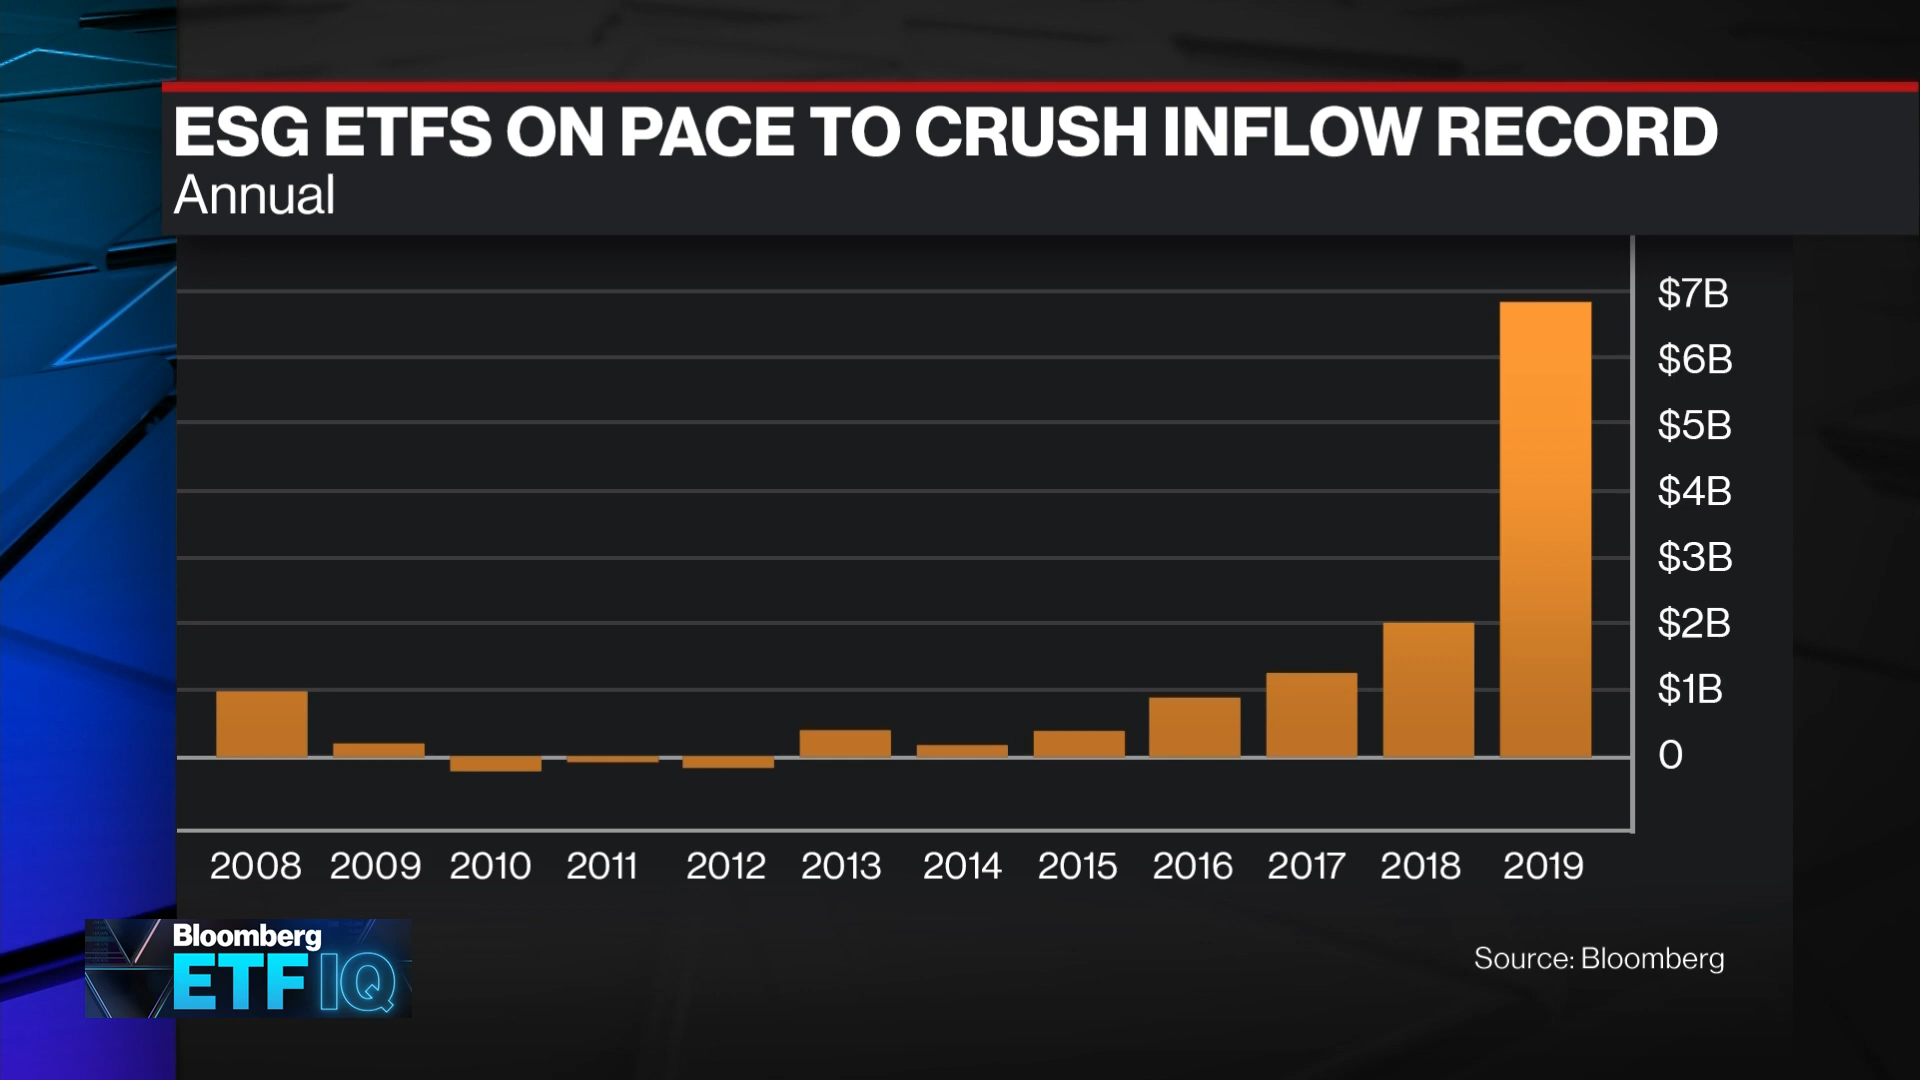 ESG ETFS ON PACE TO CRUSH INFLOW RECORD
Annual
$7B
$6B
$5B
$4B
$3B
$2B
$1B
0
2008 2009 2010 2011 2012 2013 2014 2015 2016 2017 2018 2019
Bloomberg
ETF IQ
Source: Bloomberg